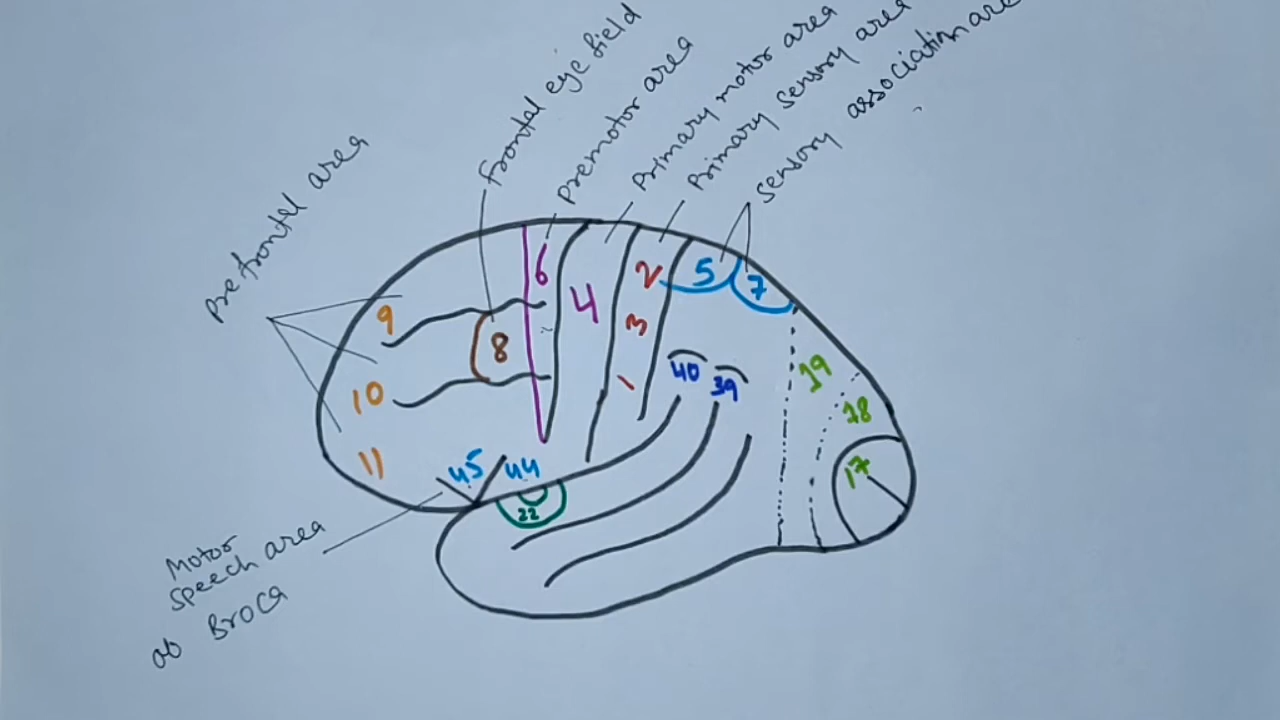 Prefrontal area
Frontal eye field
Premotor area
Primary motor area
Primary sensory area
Sensory association area
6
2
5
7
4
9
3
8
19
40
39
1
10
18
11
45
44
17
22
Motor
speech area
of Broca